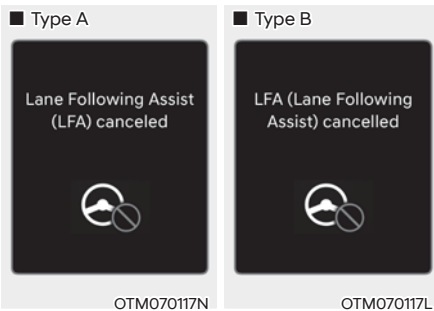 ■ Type A
Lane Following Assist
(LFA) canceled
OTM070117N
■ Type B
LFA (Lane Following
Assist) cancelled
OTM070117L